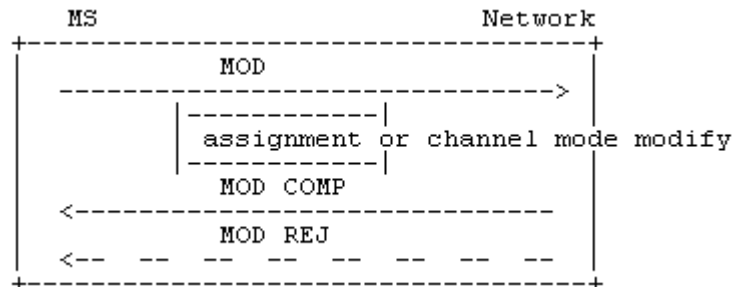 MS Network
MOD
assignment or channel mode modify
MOD COMP
MOD REJ